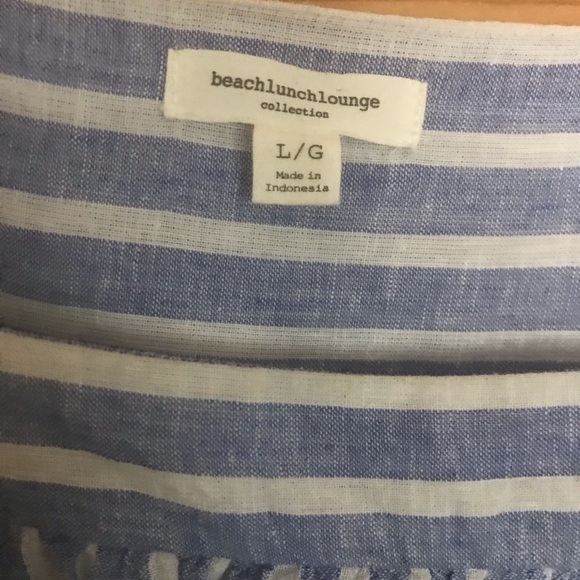 beachlunchlounge
collection
L/G
Made in
Indonesia